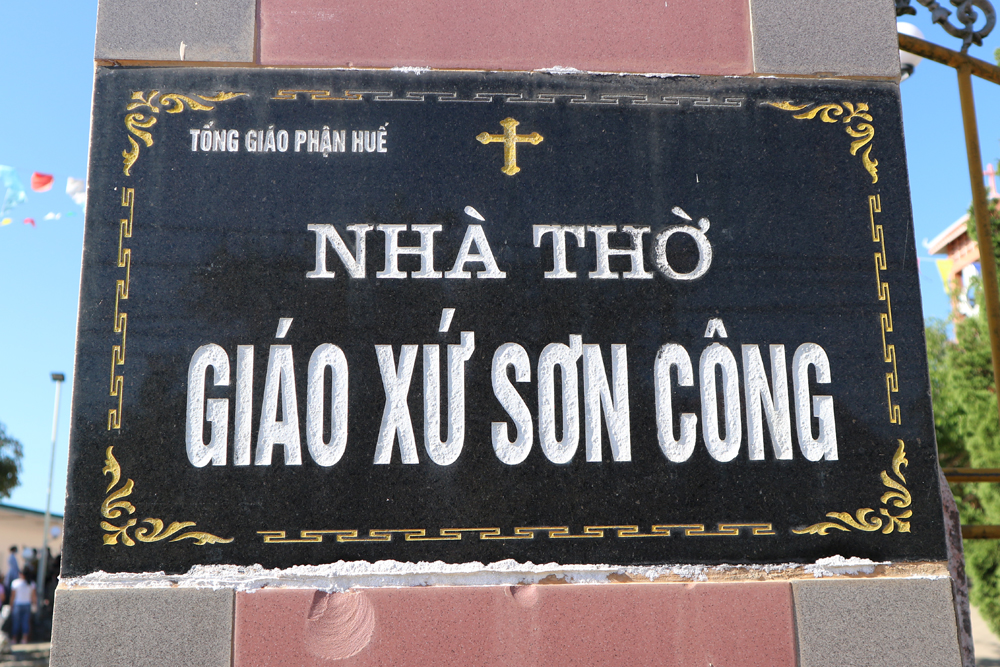 TỔNG GIÁO PHẬN HUẾ
NHÀ THỜ
GIÁO XỨ SƠN CÔNG